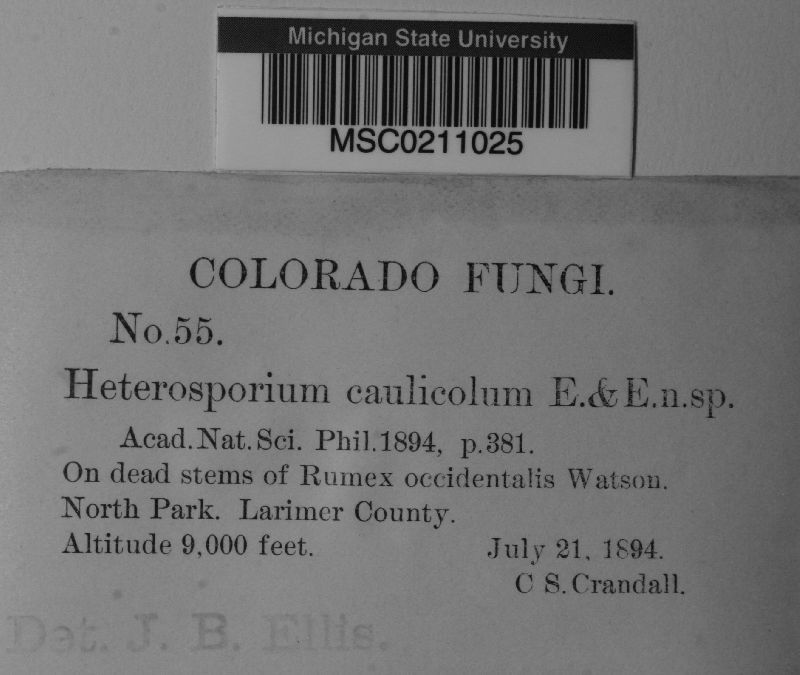 Michigan State University
MSC0211025
COLORADO FUNGI.
No.55.
Heterosporium caulicolum E.&E.n.sp.
Acad.Nat.Sci. Phil.1894, p.381.
On dead stems of Rumex occidentalis Watson.
North Park. Larimer County.
Altitude 9,000 feet. July 21, 1894.
C S.Crandall.
Det. J. B. Ellis.